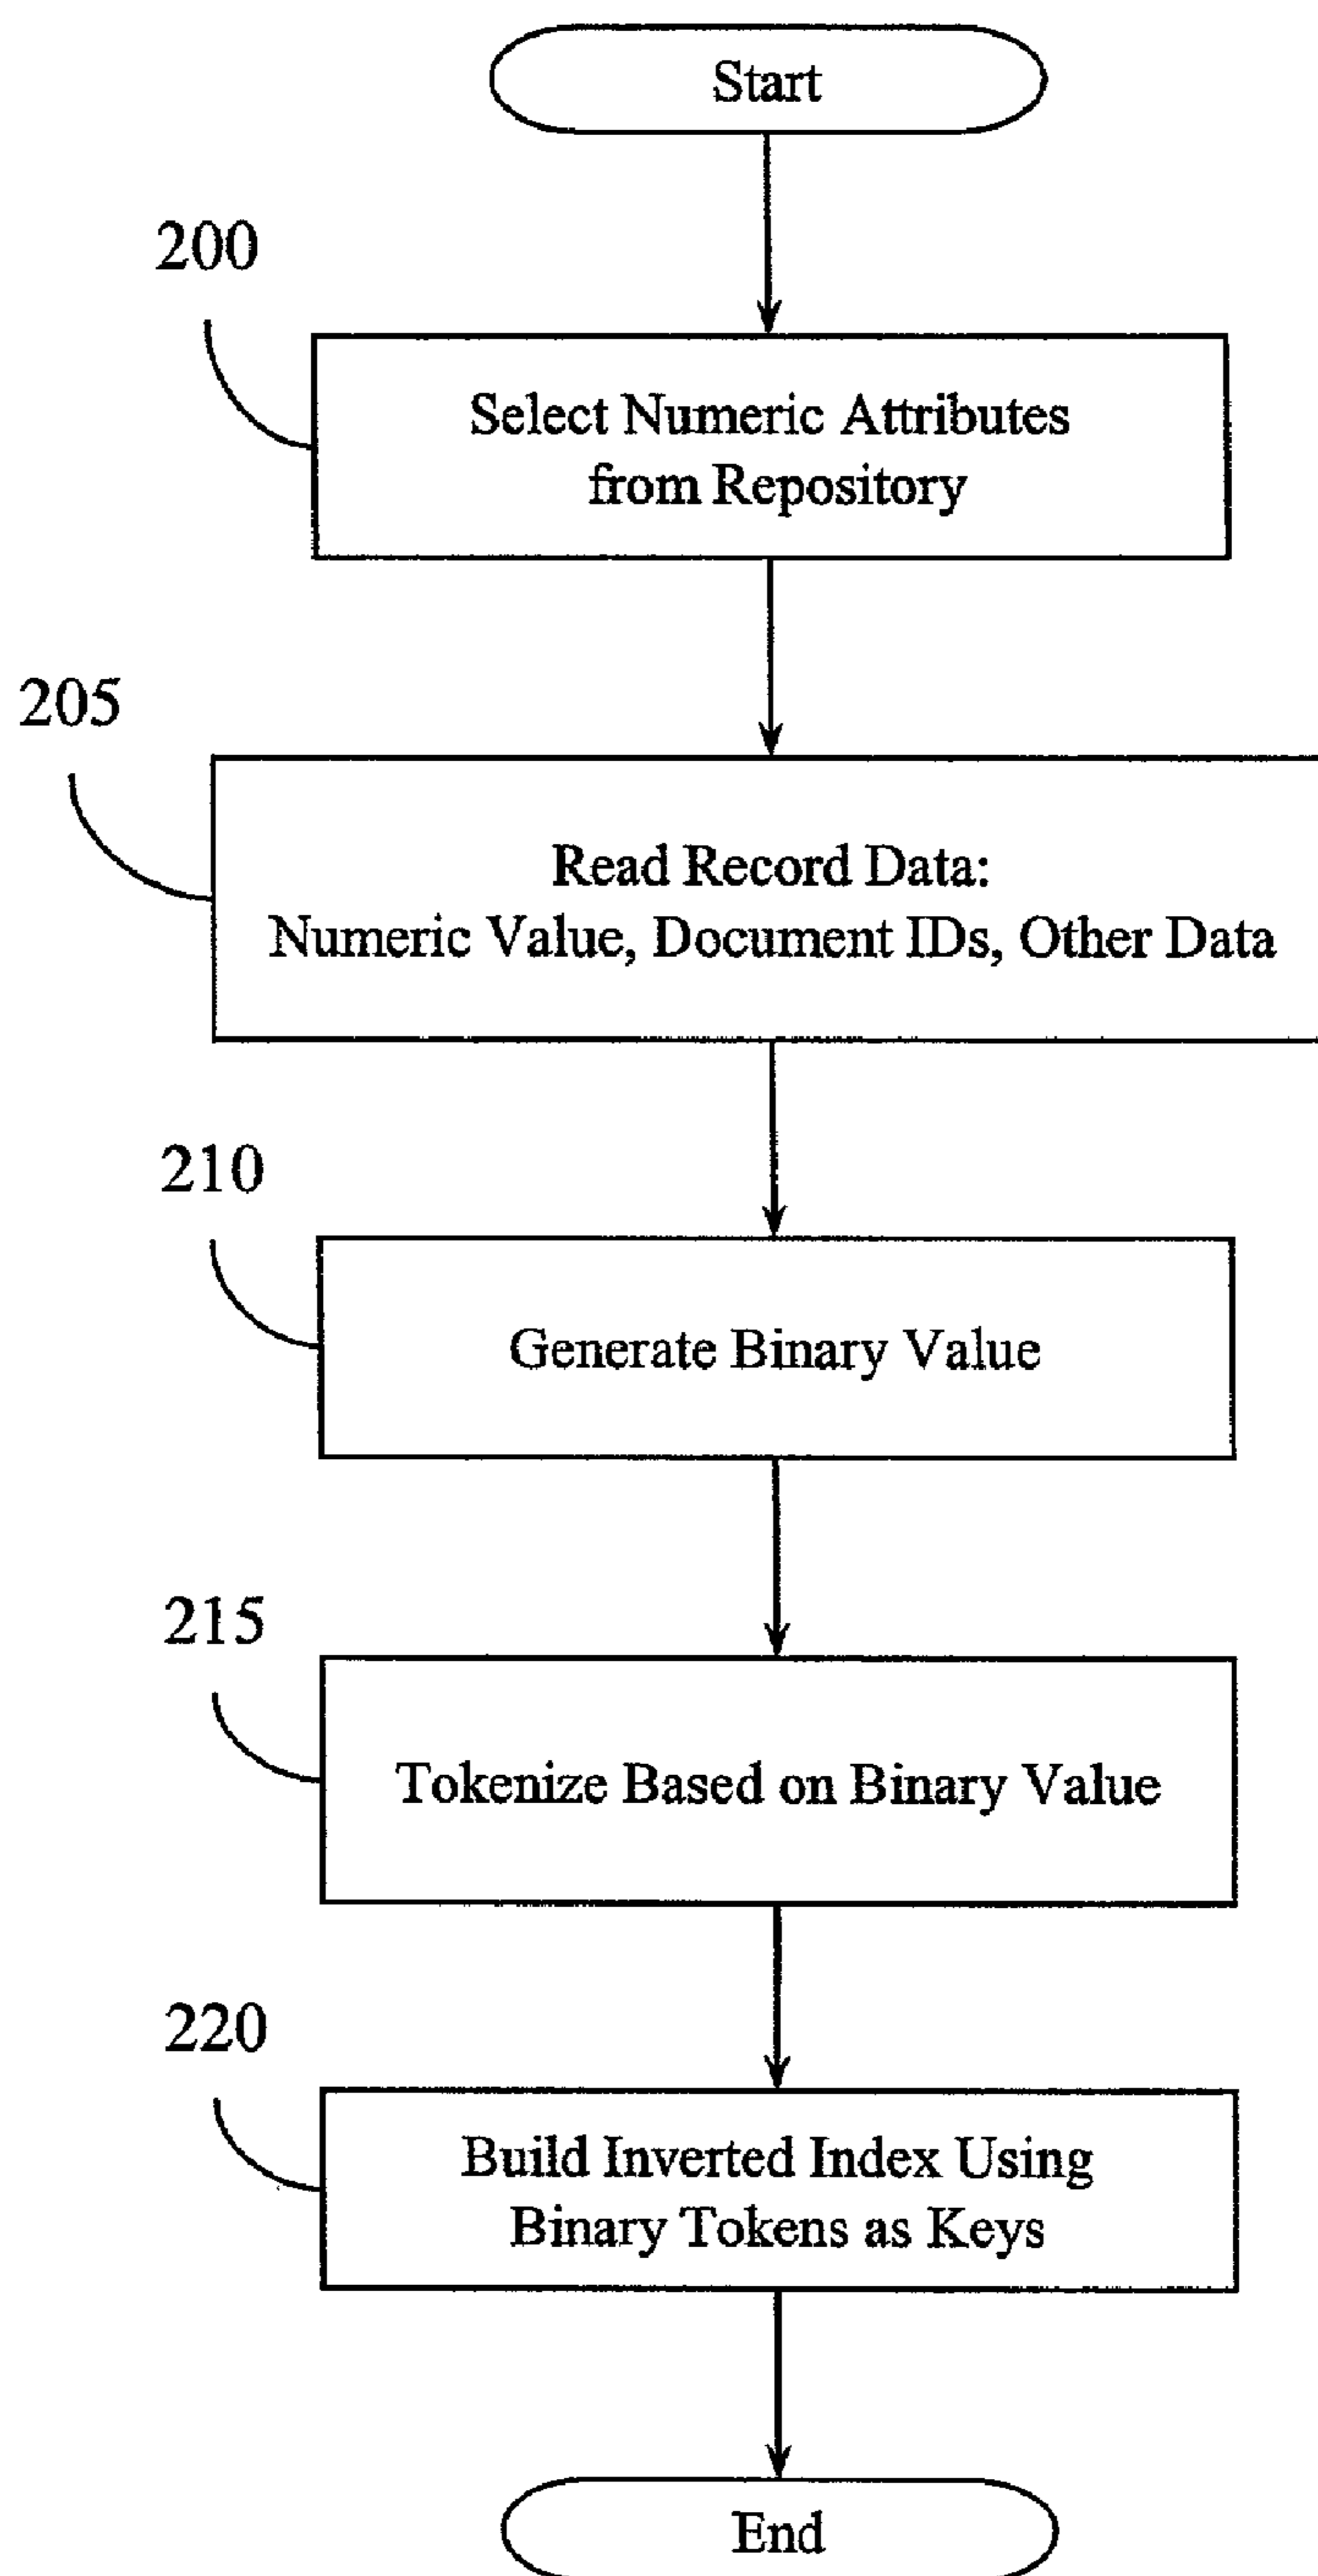 Start
200
Select Numeric Attributes
from Repository
205
Read Record Data:
Numeric Value, Document IDs, Other Data
210
Generate Binary Value
215
Tokenize Based on Binary Value
220
Build Inverted Index Using
Binary Tokens as Keys
End